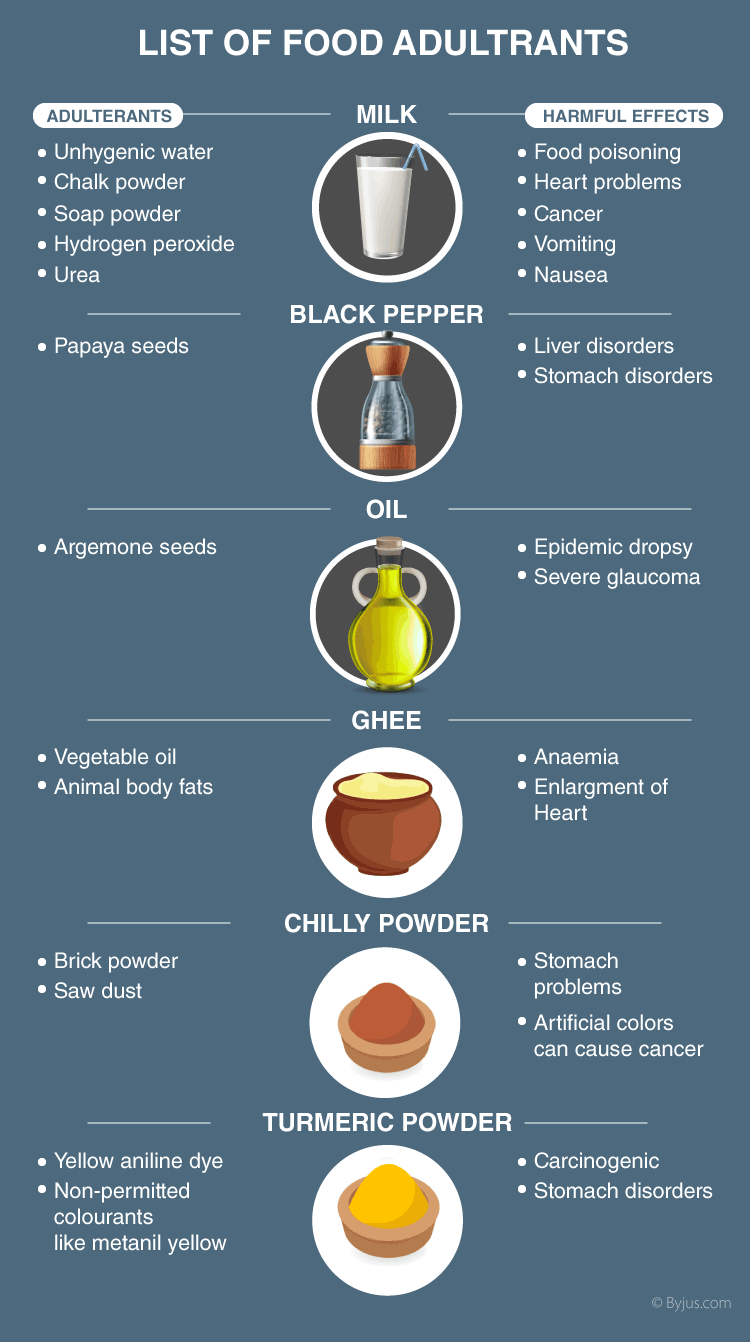 LIST OF FOOD ADULTRANTS
ADULTERANTS
MILK
HARMFUL EFFECTS
Unhygenic water
Chalk powder
Soap powder
Hydrogen peroxide
Urea
Food poisoning
Heart problems
Cancer
Vomiting
Nausea
BLACK PEPPER
Papaya seeds
Liver disorders
Stomach disorders
OIL
Argemone seeds
Epidemic dropsy
Severe glaucoma
GHEE
Vegetable oil
Animal body fats
Anaemia
Enlargment of
Heart
CHILLY POWDER
Brick powder
Saw dust
Stomach
problems
Artificial colors
can cause cancer
TURMERIC POWDER
Yellow aniline dye
Non-permitted
colourants
like metanil yellow
Carcinogenic
Stomach disorders
© Byjus.com